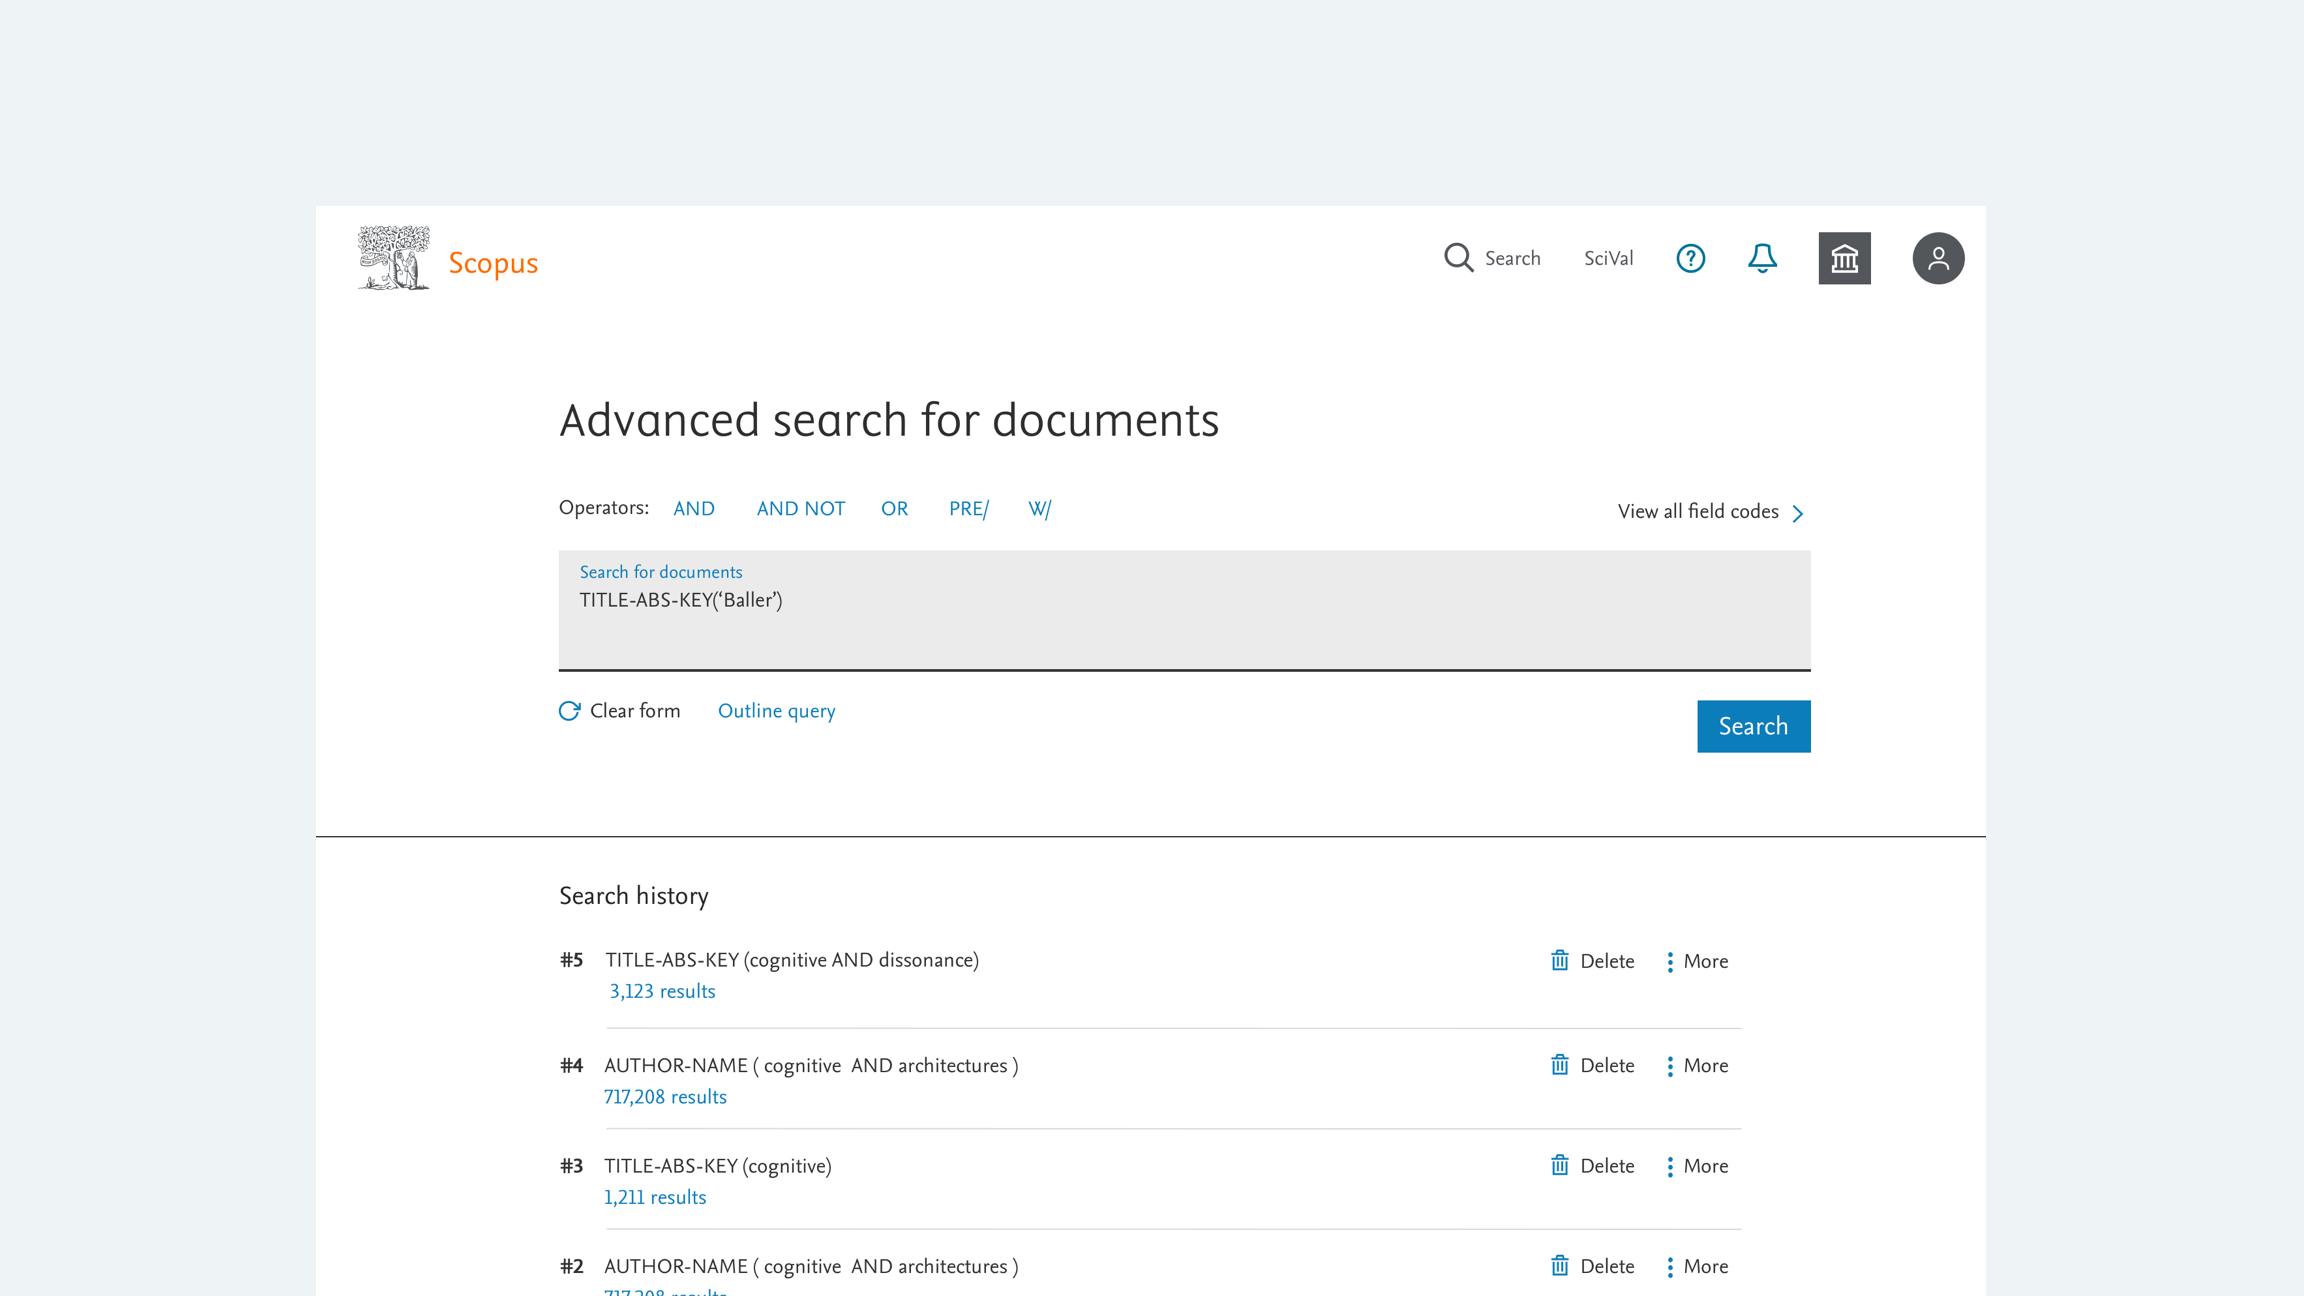 Scopus
Search SciVal
Advanced search for documents
Operators: AND AND NOT OR PRE/ W/ View all field codes
Search for documents
TITLE-ABS-KEY(‘Baller’)
Clear form Outline query Search
Search history
#5 TITLE-ABS-KEY (cognitive AND dissonance) Delete More
3,123 results
#4 AUTHOR-NAME ( cognitive AND architectures ) Delete More
717,208 results
#3 TITLE-ABS-KEY (cognitive) Delete More
1,211 results
#2 AUTHOR-NAME ( cognitive AND architectures ) Delete More
717,208 results